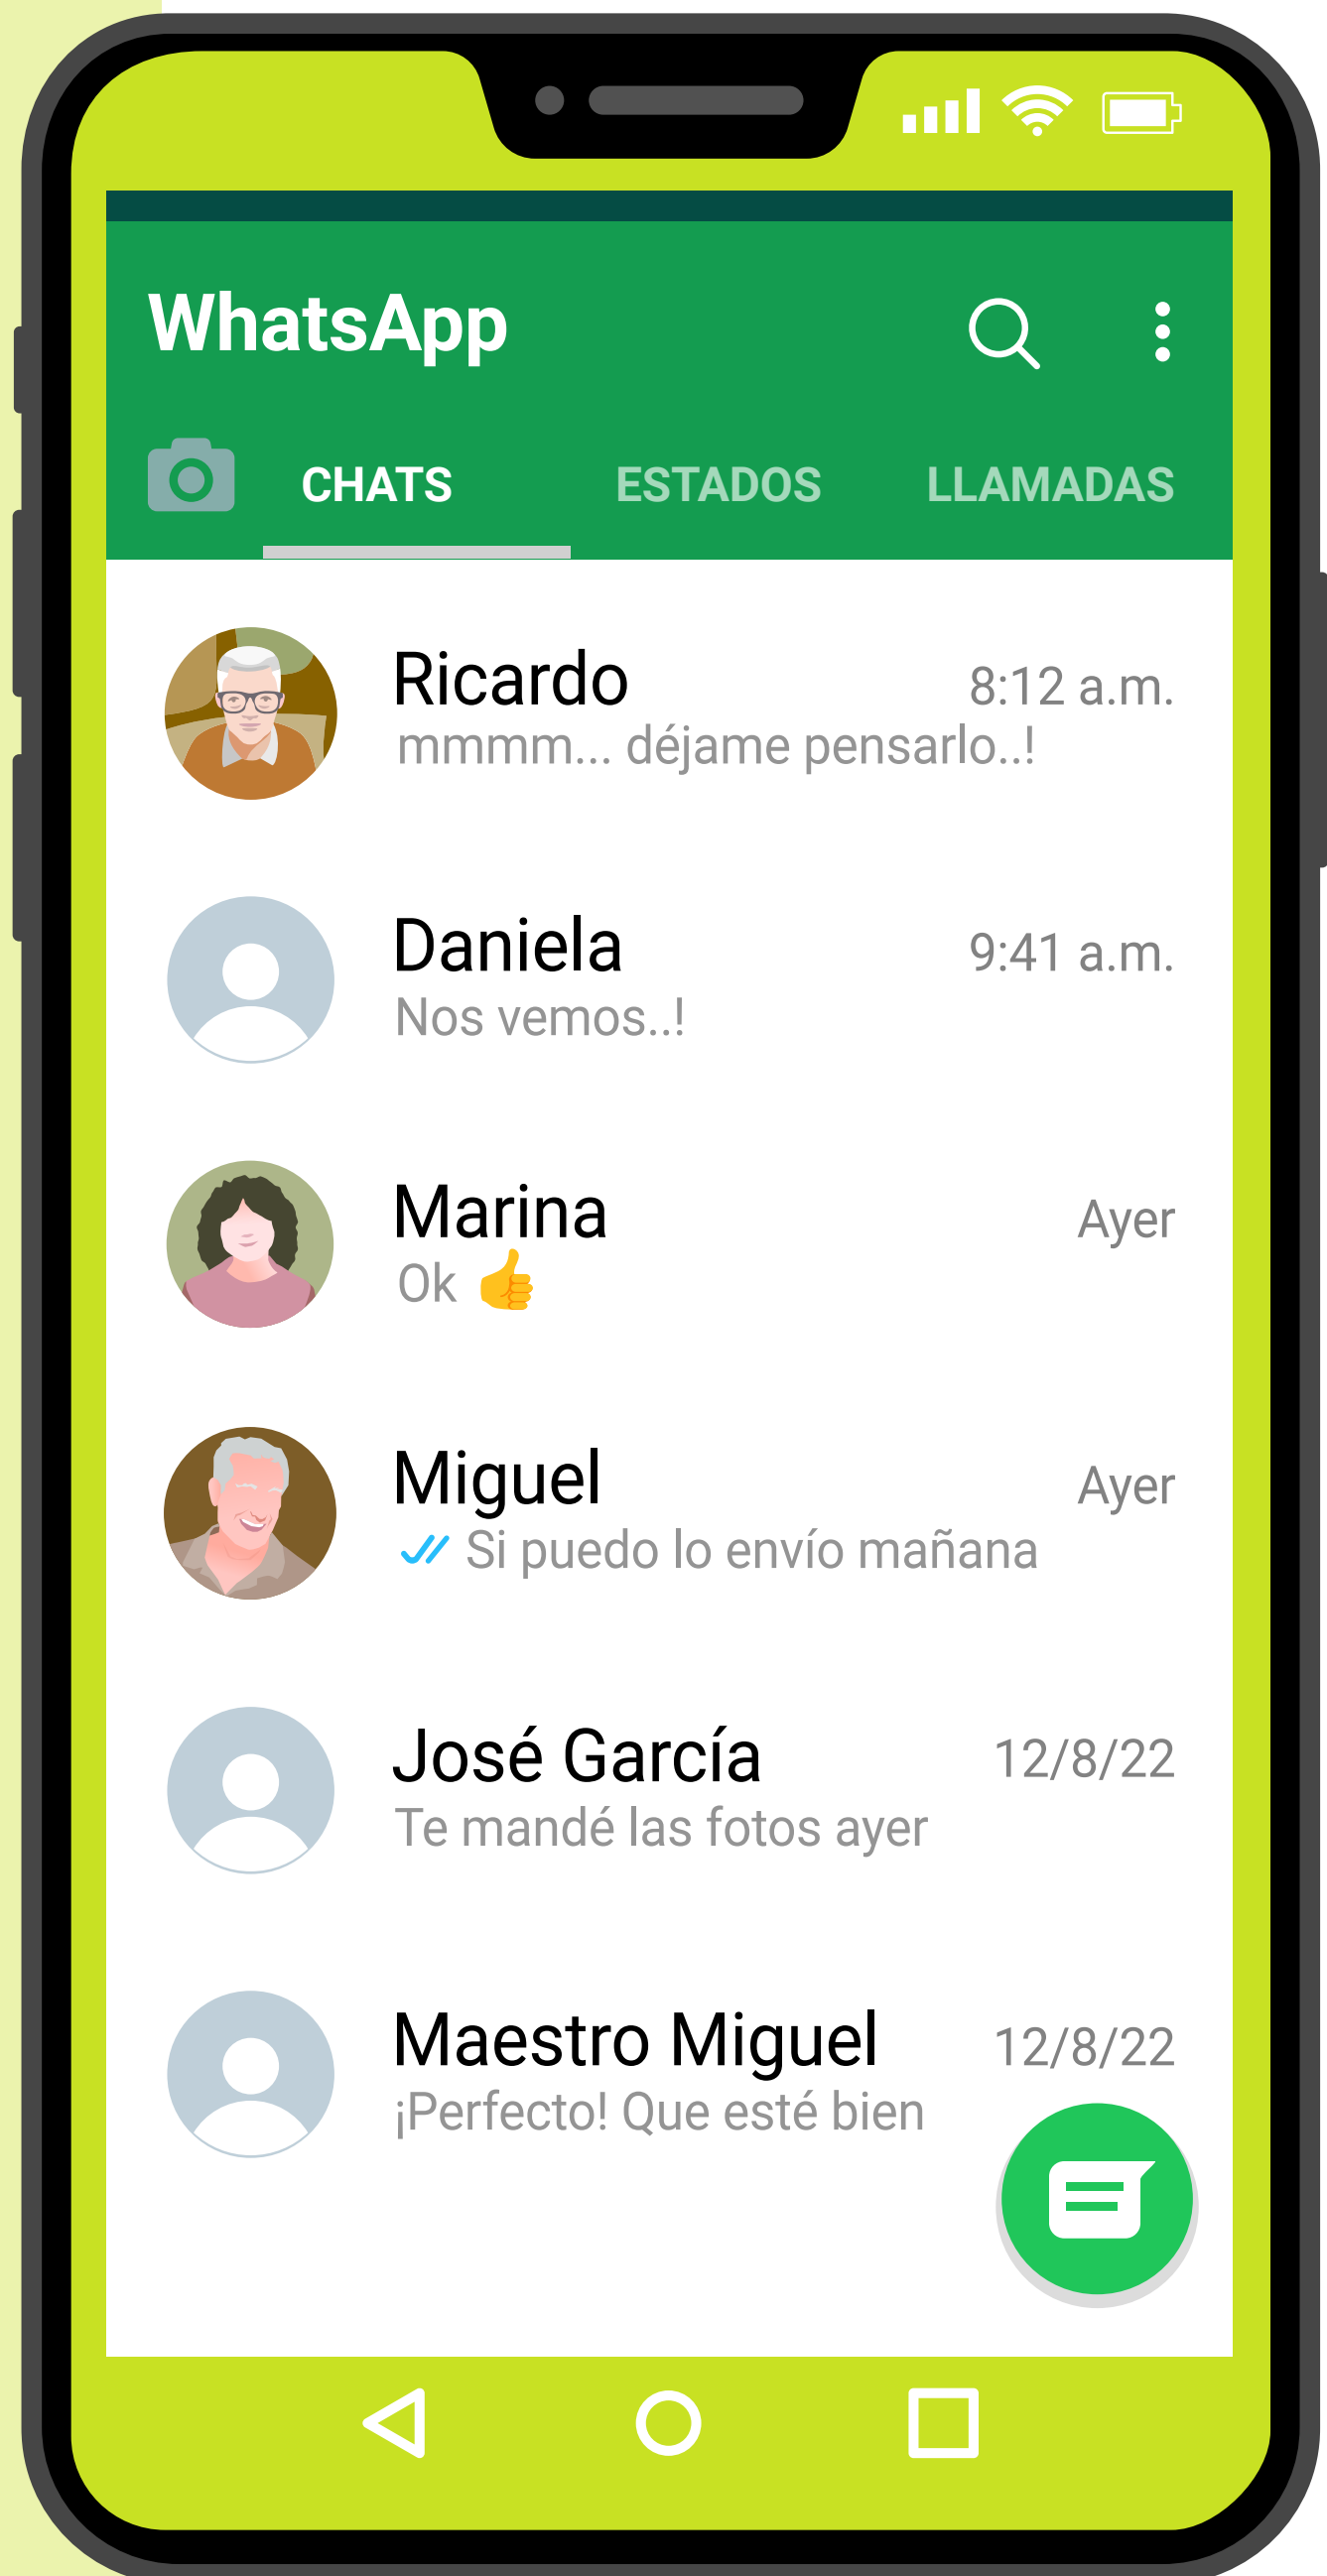 WhatsApp
CHATS ESTADOS LLAMADAS
Ricardo 8:12 a.m.
mmmm... déjame pensarlo..!
Daniela 9:41 a.m.
Nos vemos..!
Marina Ayer
Ok 👍
Miguel Ayer
Si puedo lo envío mañana
José García 12/8/22
Te mandé las fotos ayer
Maestro Miguel 12/8/22
¡Perfecto! Que esté bien